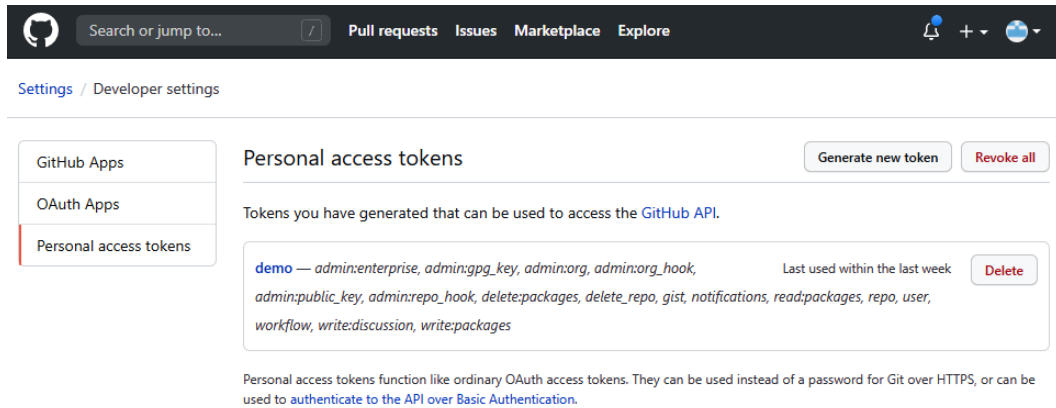 Search or jump to... / Pull requests Issues Marketplace Explore
Settings / Developer settings
GitHub Apps
OAuth Apps
Personal access tokens
Personal access tokens Generate new token Revoke all
Tokens you have generated that can be used to access the GitHub API.
demo — admin:enterprise, admin:gpg_key, admin:org, admin:org_hook, Last used within the last week Delete
admin:public_key, admin:repo_hook, delete:packages, delete_repo, gist, notifications, read:packages, repo, user,
workflow, write:discussion, write:packages
Personal access tokens function like ordinary OAuth access tokens. They can be used instead of a password for Git over HTTPS, or can be
used to authenticate to the API over Basic Authentication.